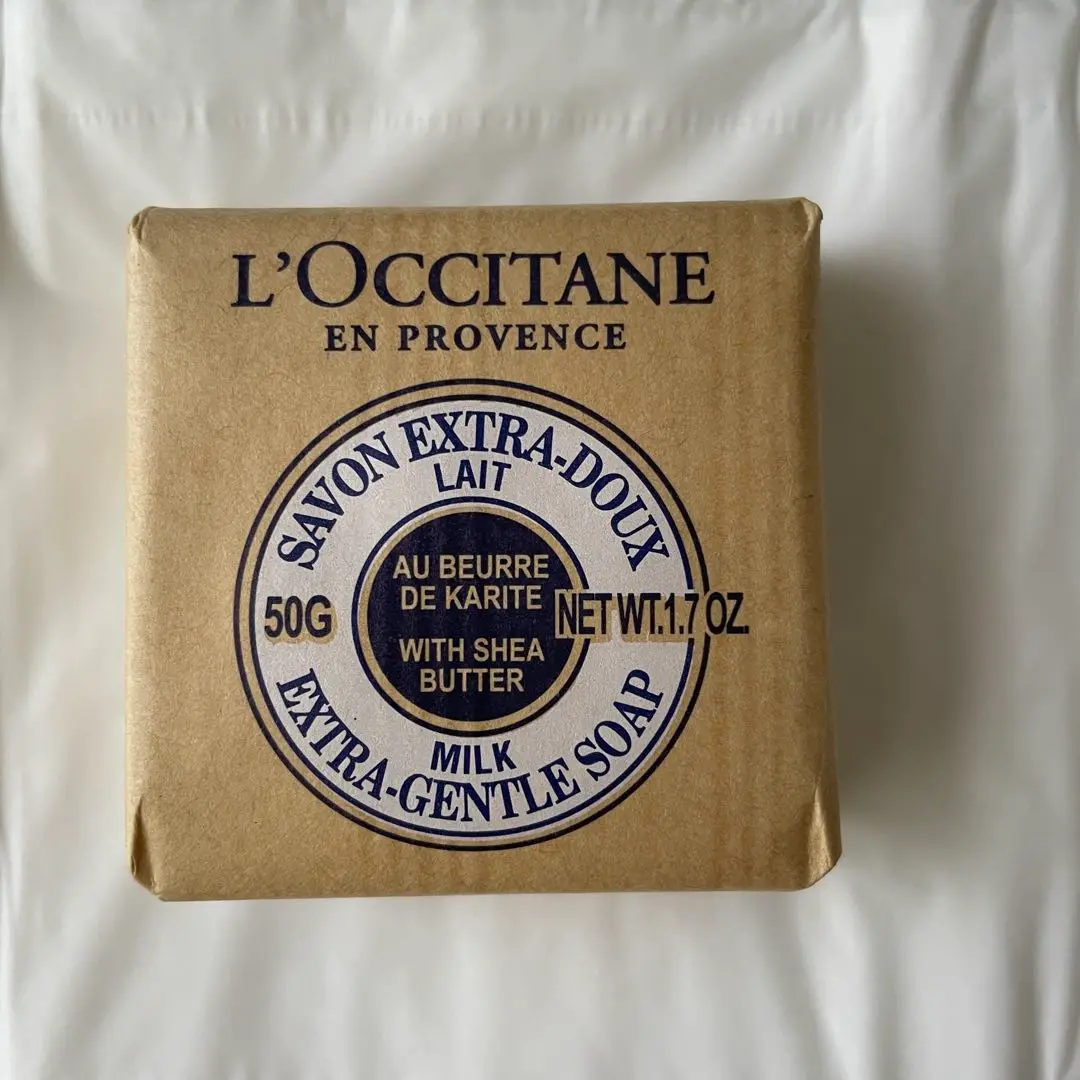 L'OCCITANE
EN PROVENCE
SAVON EXTRA-DOUX
LAIT
AU BEURRE
DE KARITE
50G
NET WT.1.7 OZ.
WITH SHEA
BUTTER
MILK
EXTRA-GENTLE SOAP